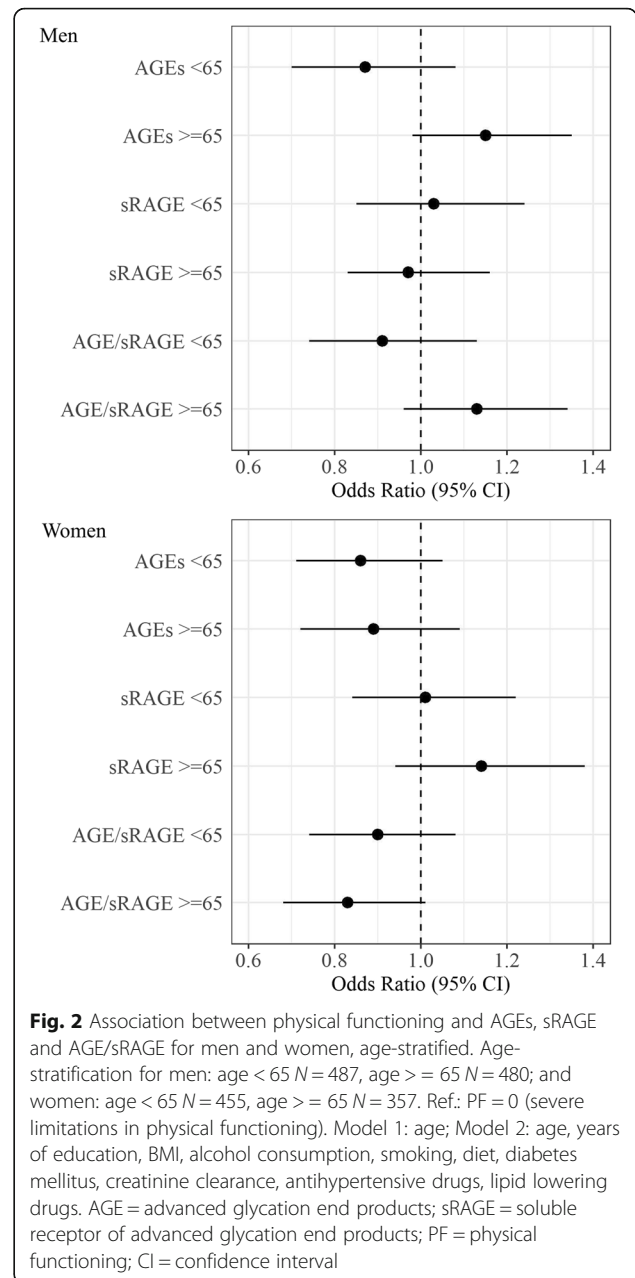 Men
AGEs <65
AGEs >=65
sRAGE <65
sRAGE >=65
AGE/sRAGE <65
AGE/sRAGE >=65
0.6 0.8 1.0 1.2 1.4
Odds Ratio (95% CI)
Women
AGEs <65
AGEs >=65
sRAGE <65
sRAGE >=65
AGE/sRAGE <65
AGE/sRAGE >=65
0.6 0.8 1.0 1.2 1.4
Odds Ratio (95% CI)
Fig. 2 Association between physical functioning and AGEs, sRAGE
and AGE/sRAGE for men and women, age-stratified. Age-
stratification for men: age < 65 N = 487, age > = 65 N = 480; and
women: age < 65 N = 455, age > = 65 N = 357. Ref.: PF = 0 (severe
limitations in physical functioning). Model 1: age; Model 2: age, years
of education, BMI, alcohol consumption, smoking, diet, diabetes
mellitus, creatinine clearance, antihypertensive drugs, lipid lowering
drugs. AGE = advanced glycation end products; sRAGE = soluble
receptor of advanced glycation end products; PF = physical
functioning; CI = confidence interval